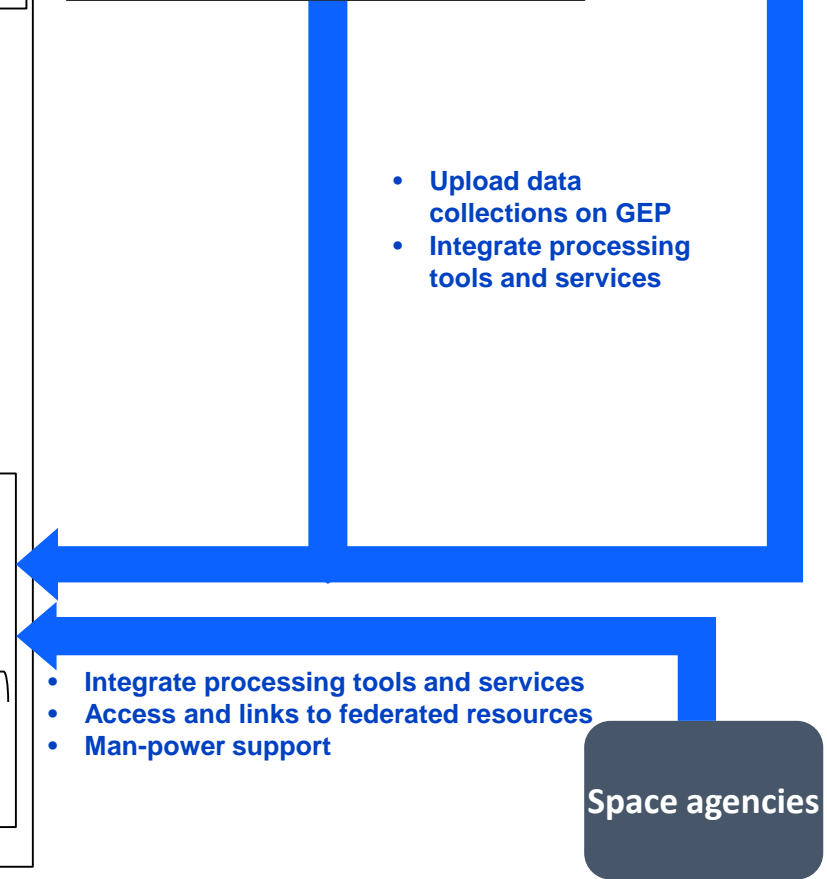 • Upload data
collections on GEP
• Integrate processing
tools and services
• Integrate processing tools and services
• Access and links to federated resources
• Man-power support
Space agencies